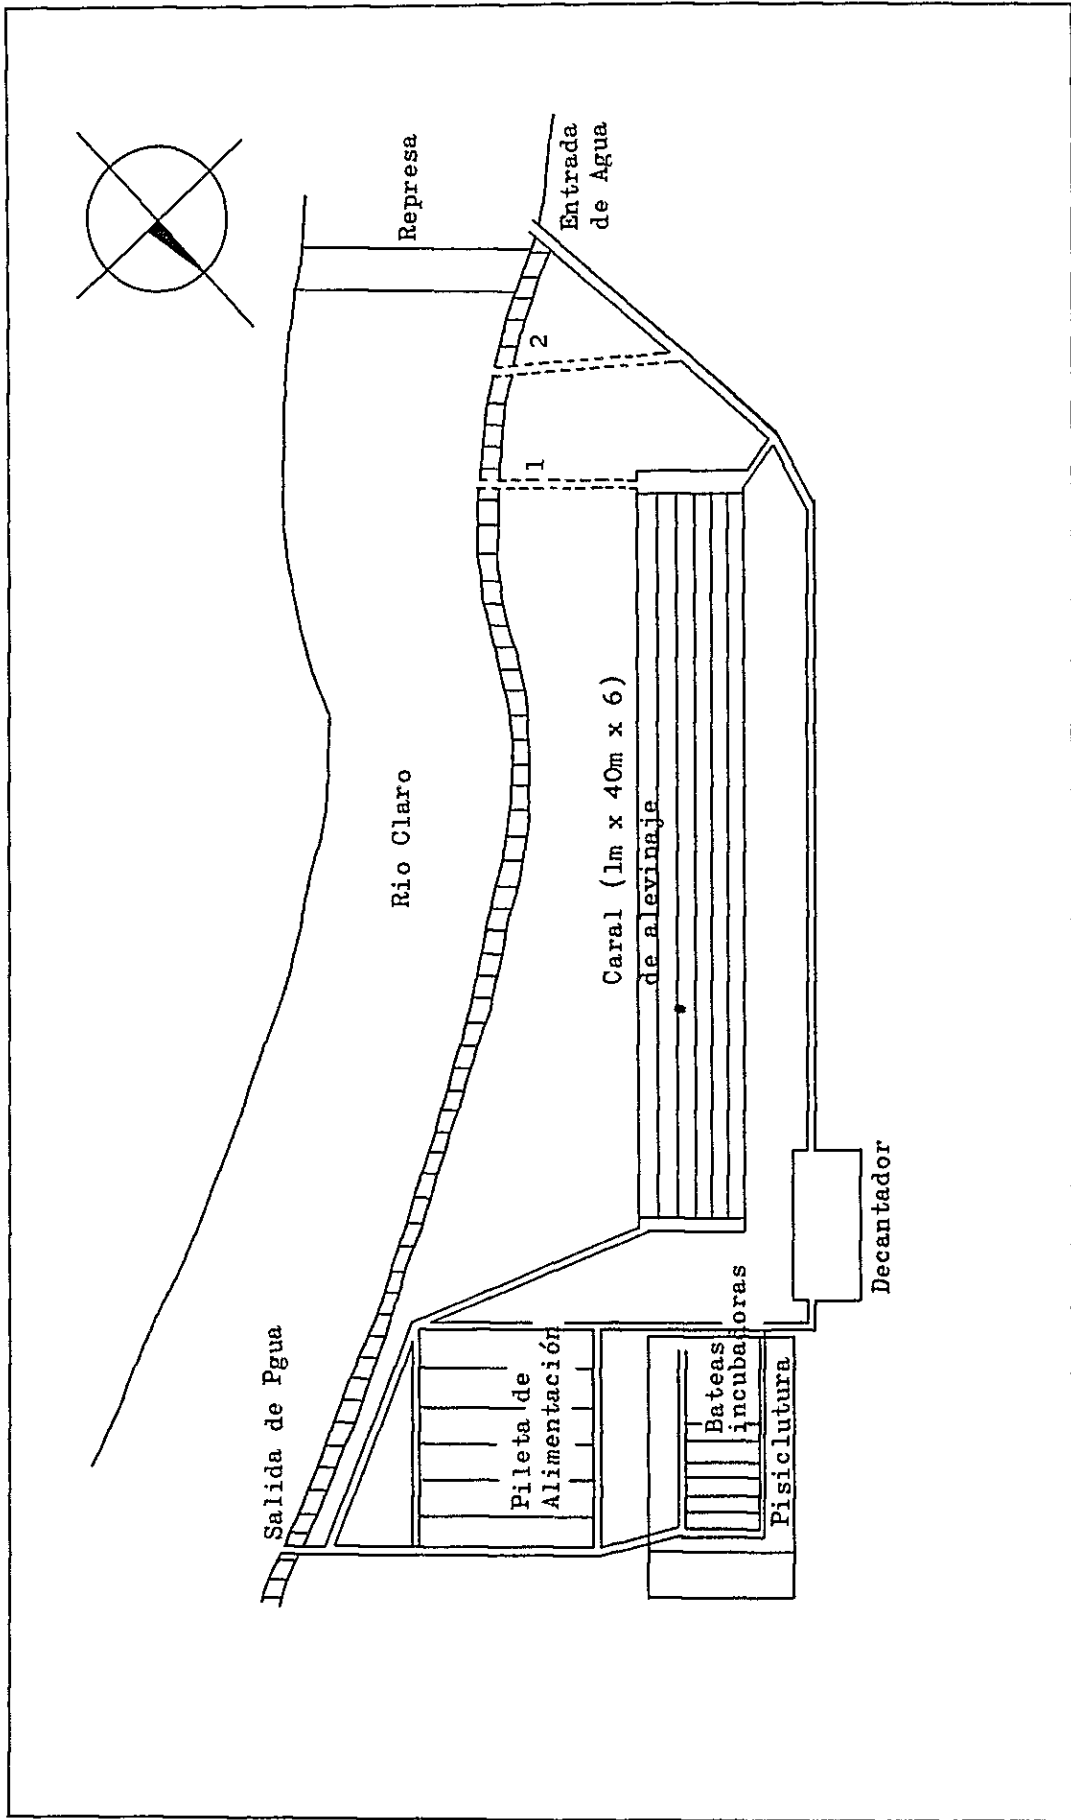 Salida de Pgua
Rio Claro
Represa
Entrada
de Agua
2
1
Caral (1m x 40m x 6)
de alevinaje
Pileta de
Alimentación
Bateas
incubadoras
Pisiclutura
Decantador